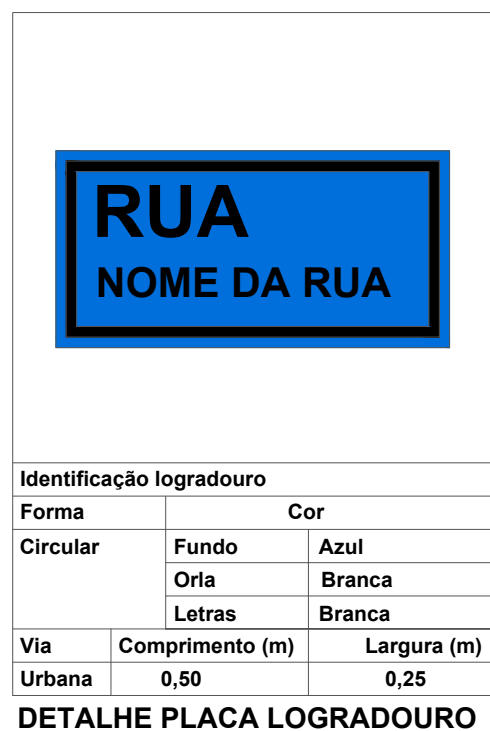 RUA
NOME DA RUA
Identificação logradouro
Forma Cor
Circular Fundo Azul
Orla Branca
Letras Branca
Via Comprimento (m) Largura (m)
Urbana 0,50 0,25
DETALHE PLACA LOGRADOURO